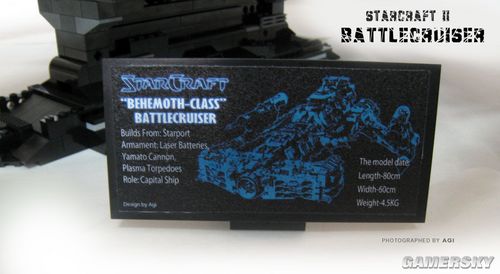 STARCRAFT II
BATTLECRUISER
STARCRAFT
"BEHEMOTH-CLASS"
BATTLECRUISER
Builds From: Starport
Armament: Laser Batteries,
Yamato Cannon,
Plasma Torpedoes
Role: Capital Ship
Design by Agi
The model date:
Length-80cm
Width-60cm
Weight-4.5KG
PHOTOGRAPHED BY AGI
GAMERSKY